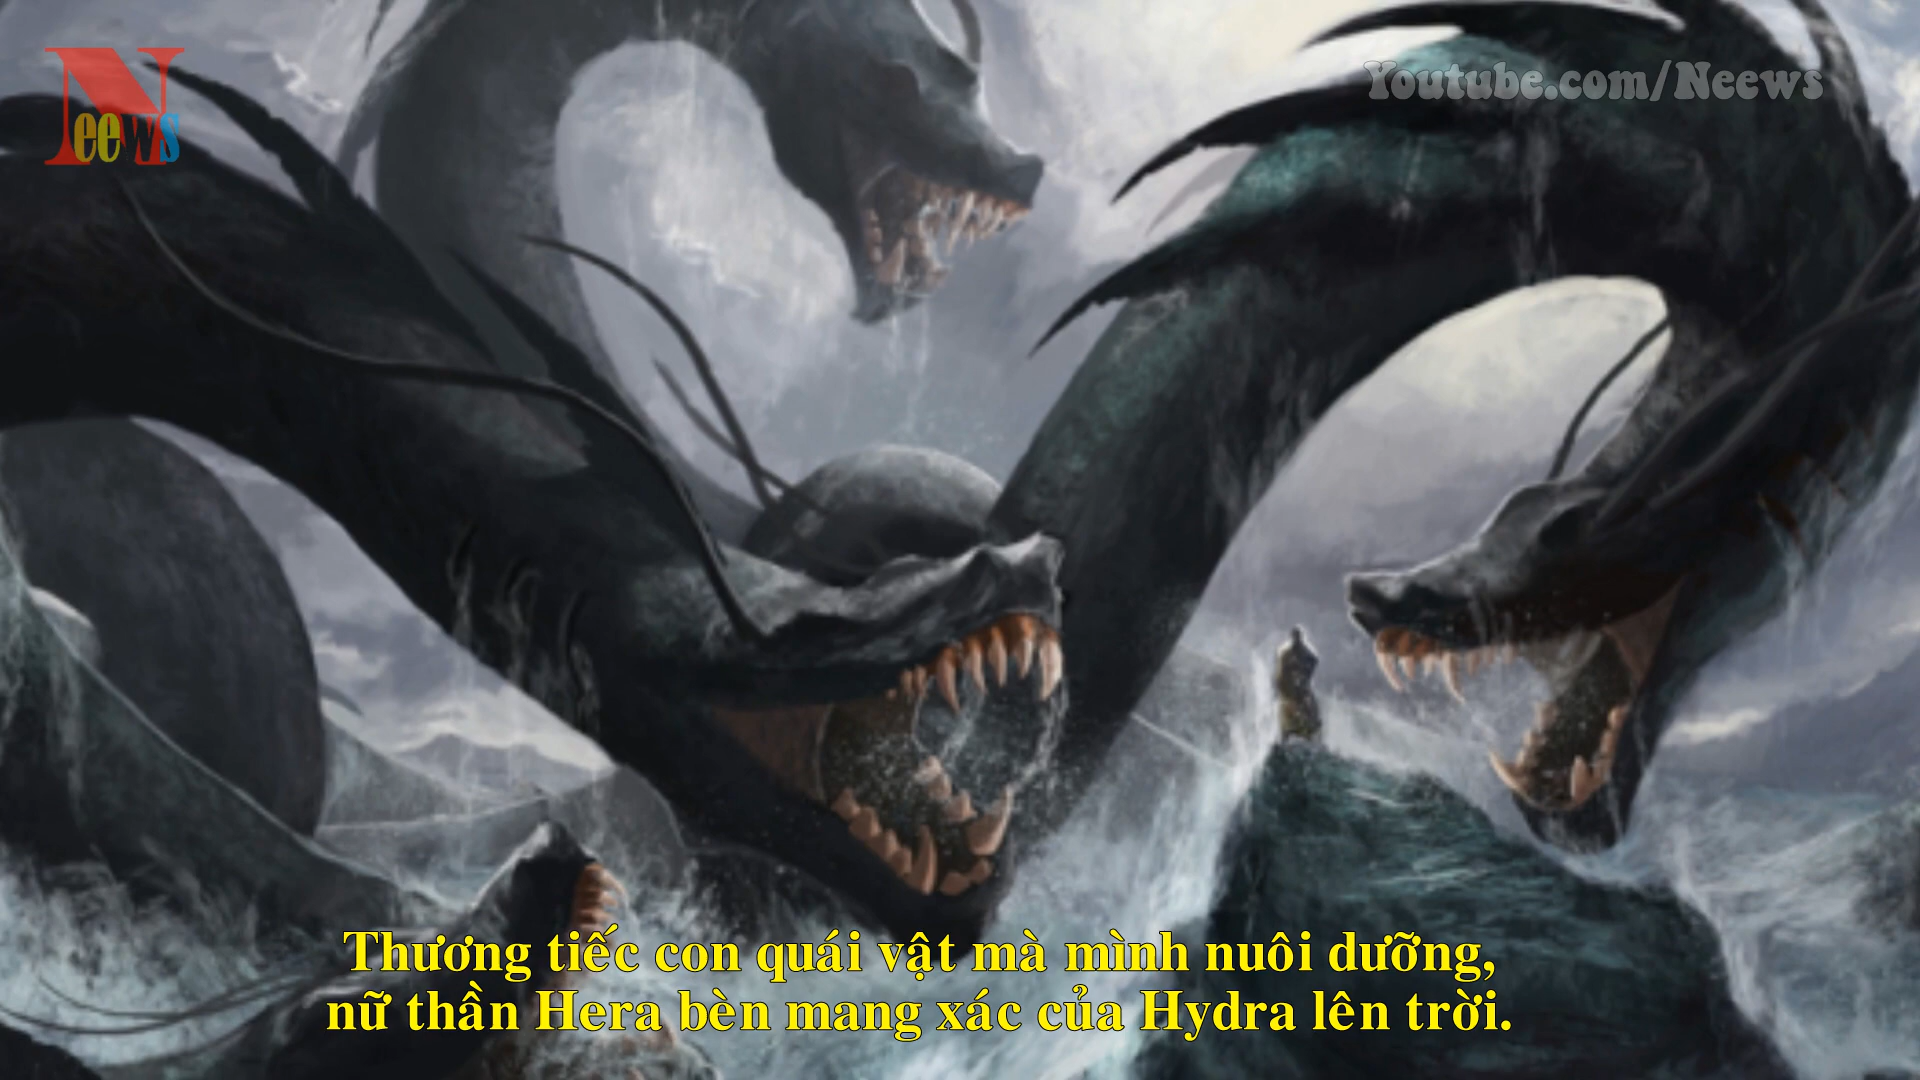 Neews
Youtube.com/Neews
Thương tiếc con quái vật mà mình nuôi dưỡng,
nữ thần Hera bèn mang xác của Hydra lên trời.